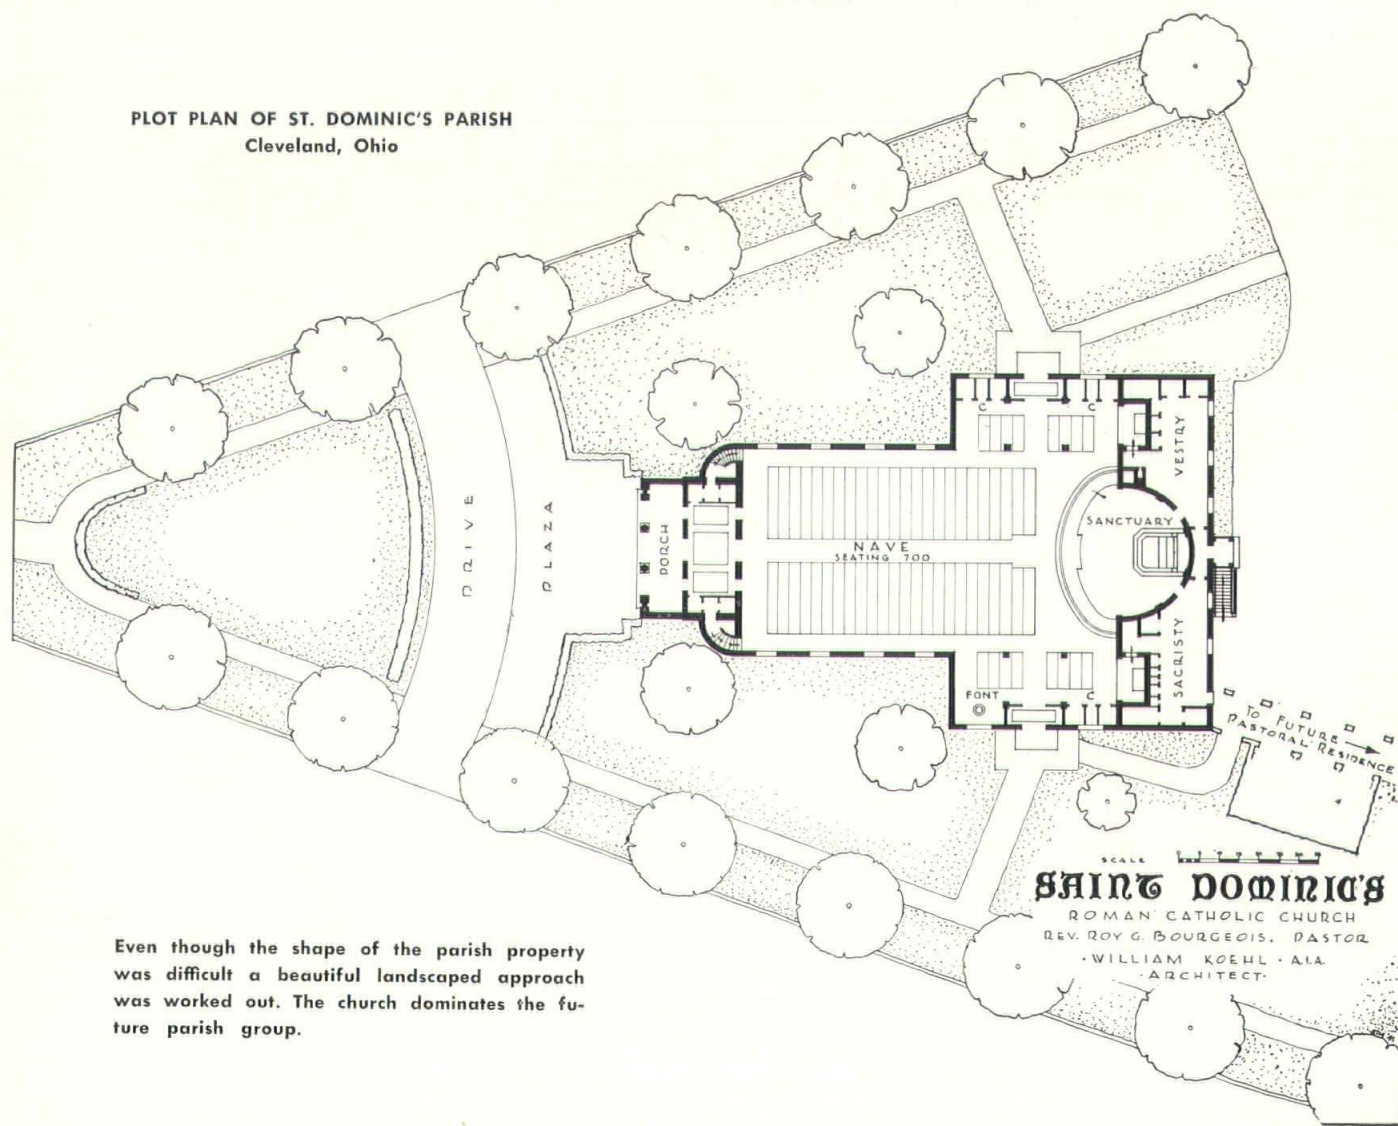 PLOT PLAN OF ST. DOMINIC'S PARISH
Cleveland, Ohio
C
C
VESTRY
SANCTUARY
DRIVE
PLAZA
PORCH
NAVE
SEATING 700
SACRISTY
FONT
C
TO FUTURE
PASTORAL RESIDENCE
SCALE
SAINT DOMINIC'S
ROMAN CATHOLIC CHURCH
REV. ROY G. BOURGEOIS. PASTOR
·WILLIAM KOEHL · A.I.A.
·ARCHITECT·
Even though the shape of the parish property
was difficult a beautiful landscaped approach
was worked out. The church dominates the fu-
ture parish group.